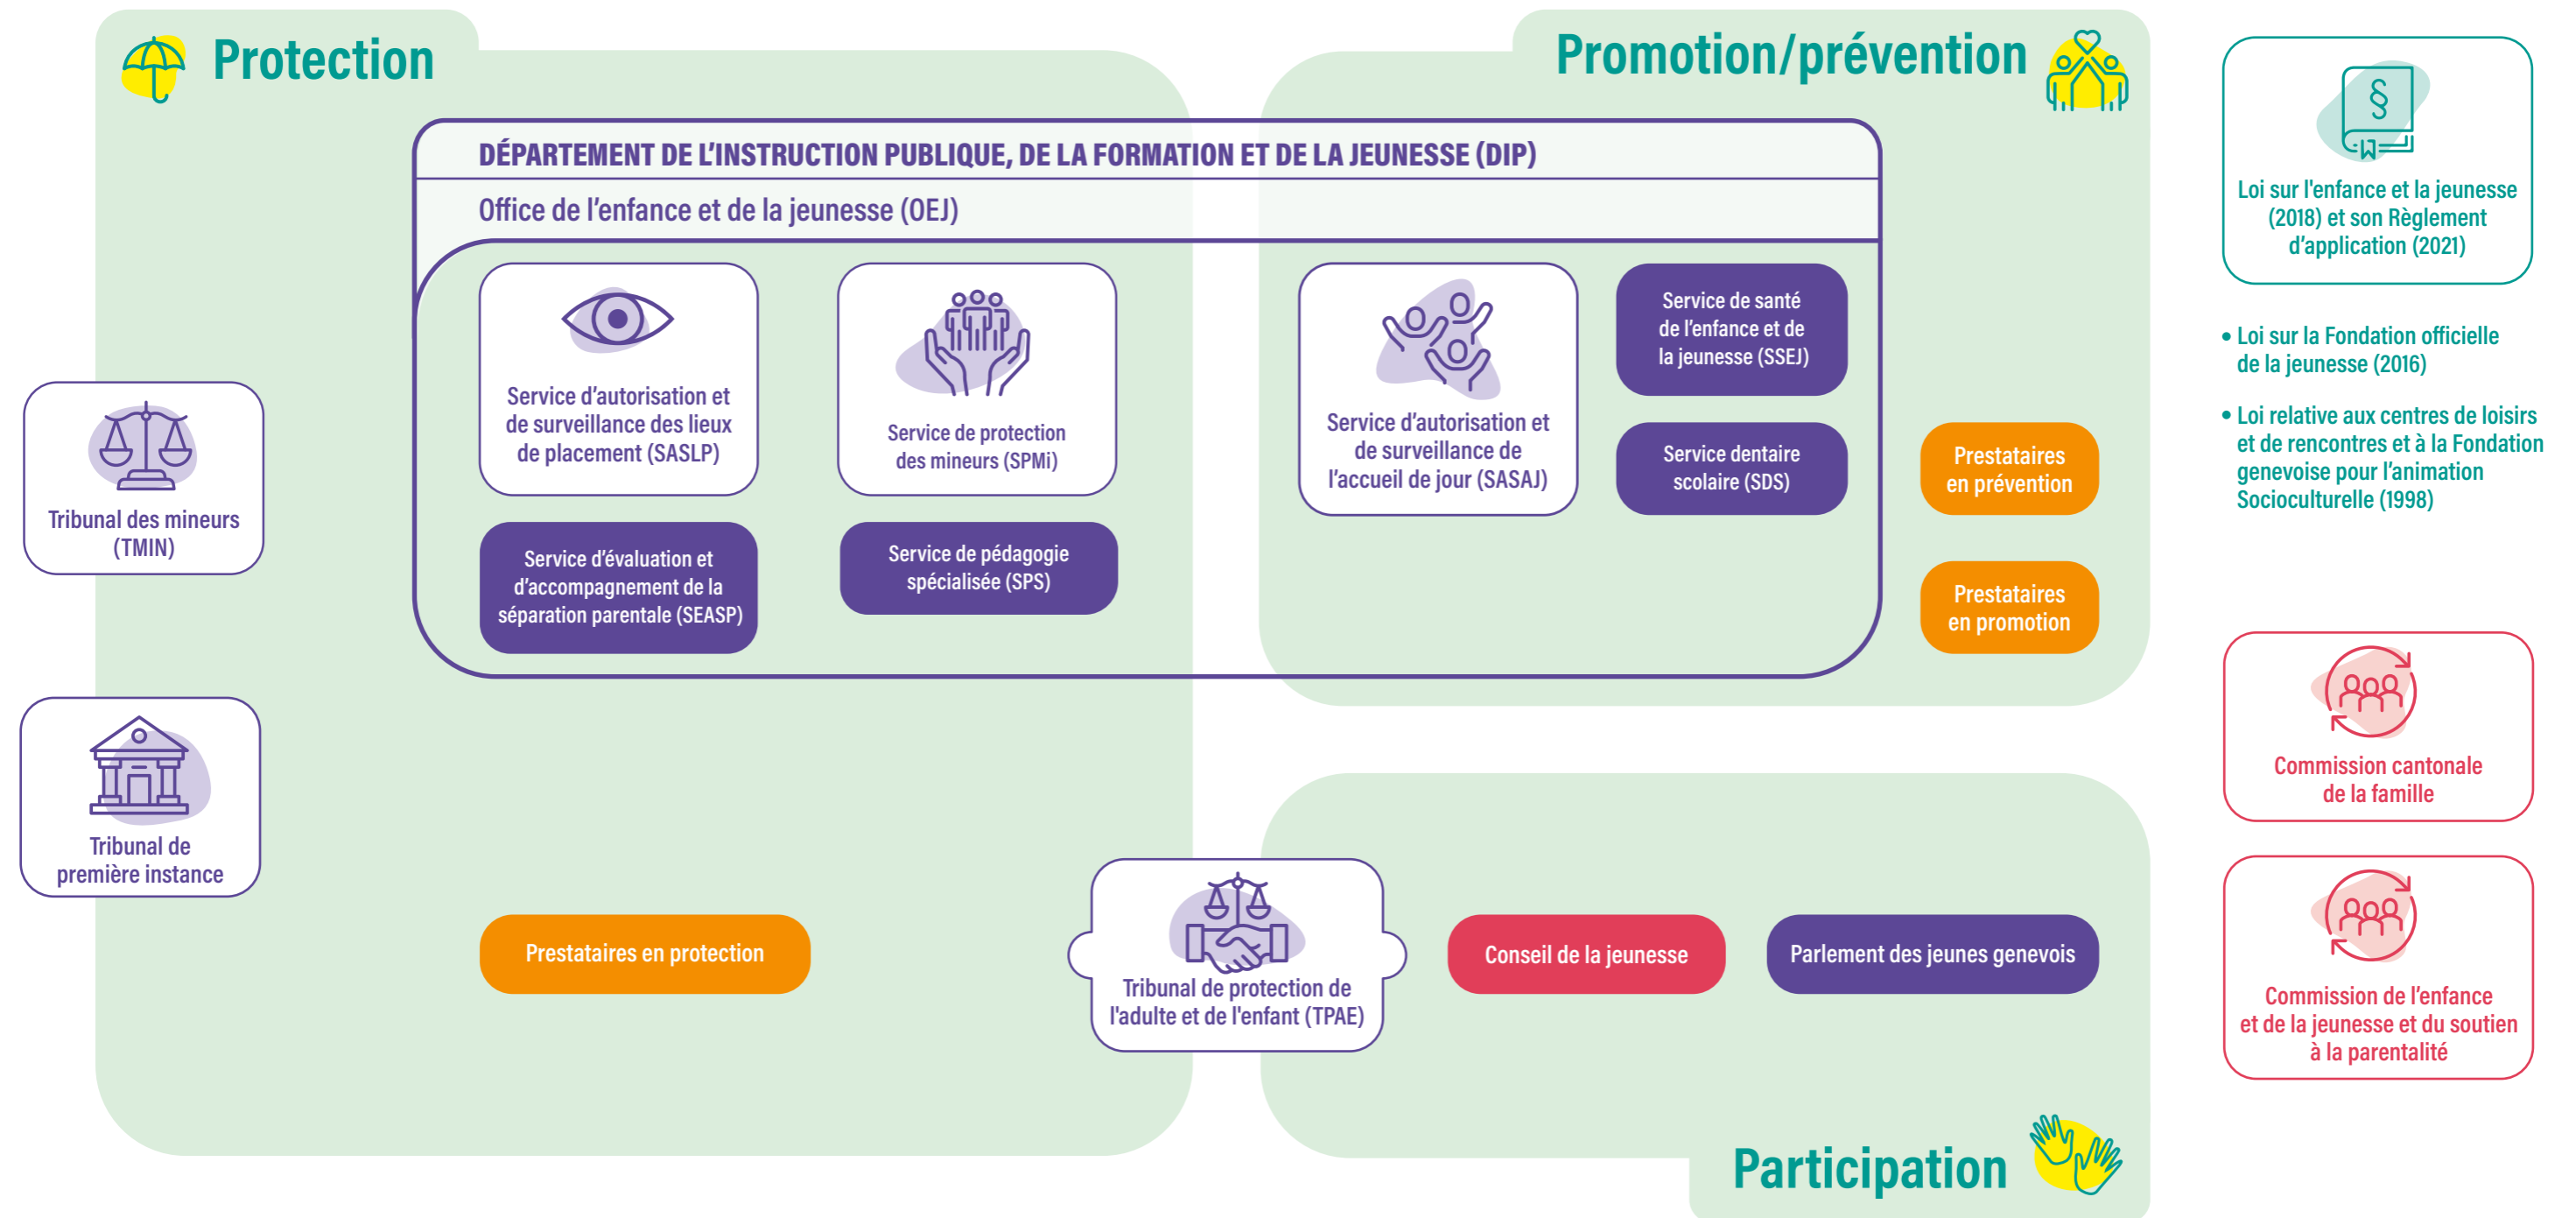 Protection
Promotion/prévention
DÉPARTEMENT DE L'INSTRUCTION PUBLIQUE, DE LA FORMATION ET DE LA JEUNESSE (DIP)
Office de l'enfance et de la jeunesse (OEJ)
Service d'autorisation et
de surveillance des lieux
de placement (SASLP)
Service de protection
des mineurs (SPMi)
Service d'évaluation et
d'accompagnement de la
séparation parentale (SEASP)
Service de pédagogie
spécialisée (SPS)
Service d'autorisation et
de surveillance de
l'accueil de jour (SASAJ)
Service de santé
de l'enfance et de
la jeunesse (SSEJ)
Service dentaire
scolaire (SDS)
Prestataires
en prévention
Prestataires
en promotion
Tribunal des mineurs
(TMIN)
Tribunal de
première instance
Prestataires en protection
Tribunal de protection de
l'adulte et de l'enfant (TPAE)
Conseil de la jeunesse
Parlement des jeunes genevois
Participation
§
Loi sur l'enfance et la jeunesse
(2018) et son Règlement
d'application (2021)
• Loi sur la Fondation officielle
de la jeunesse (2016)
• Loi relative aux centres de loisirs
et de rencontres et à la Fondation
genevoise pour l'animation
Socioculturelle (1998)
Commission cantonale
de la famille
Commission de l'enfance
et de la jeunesse et du soutien
à la parentalité